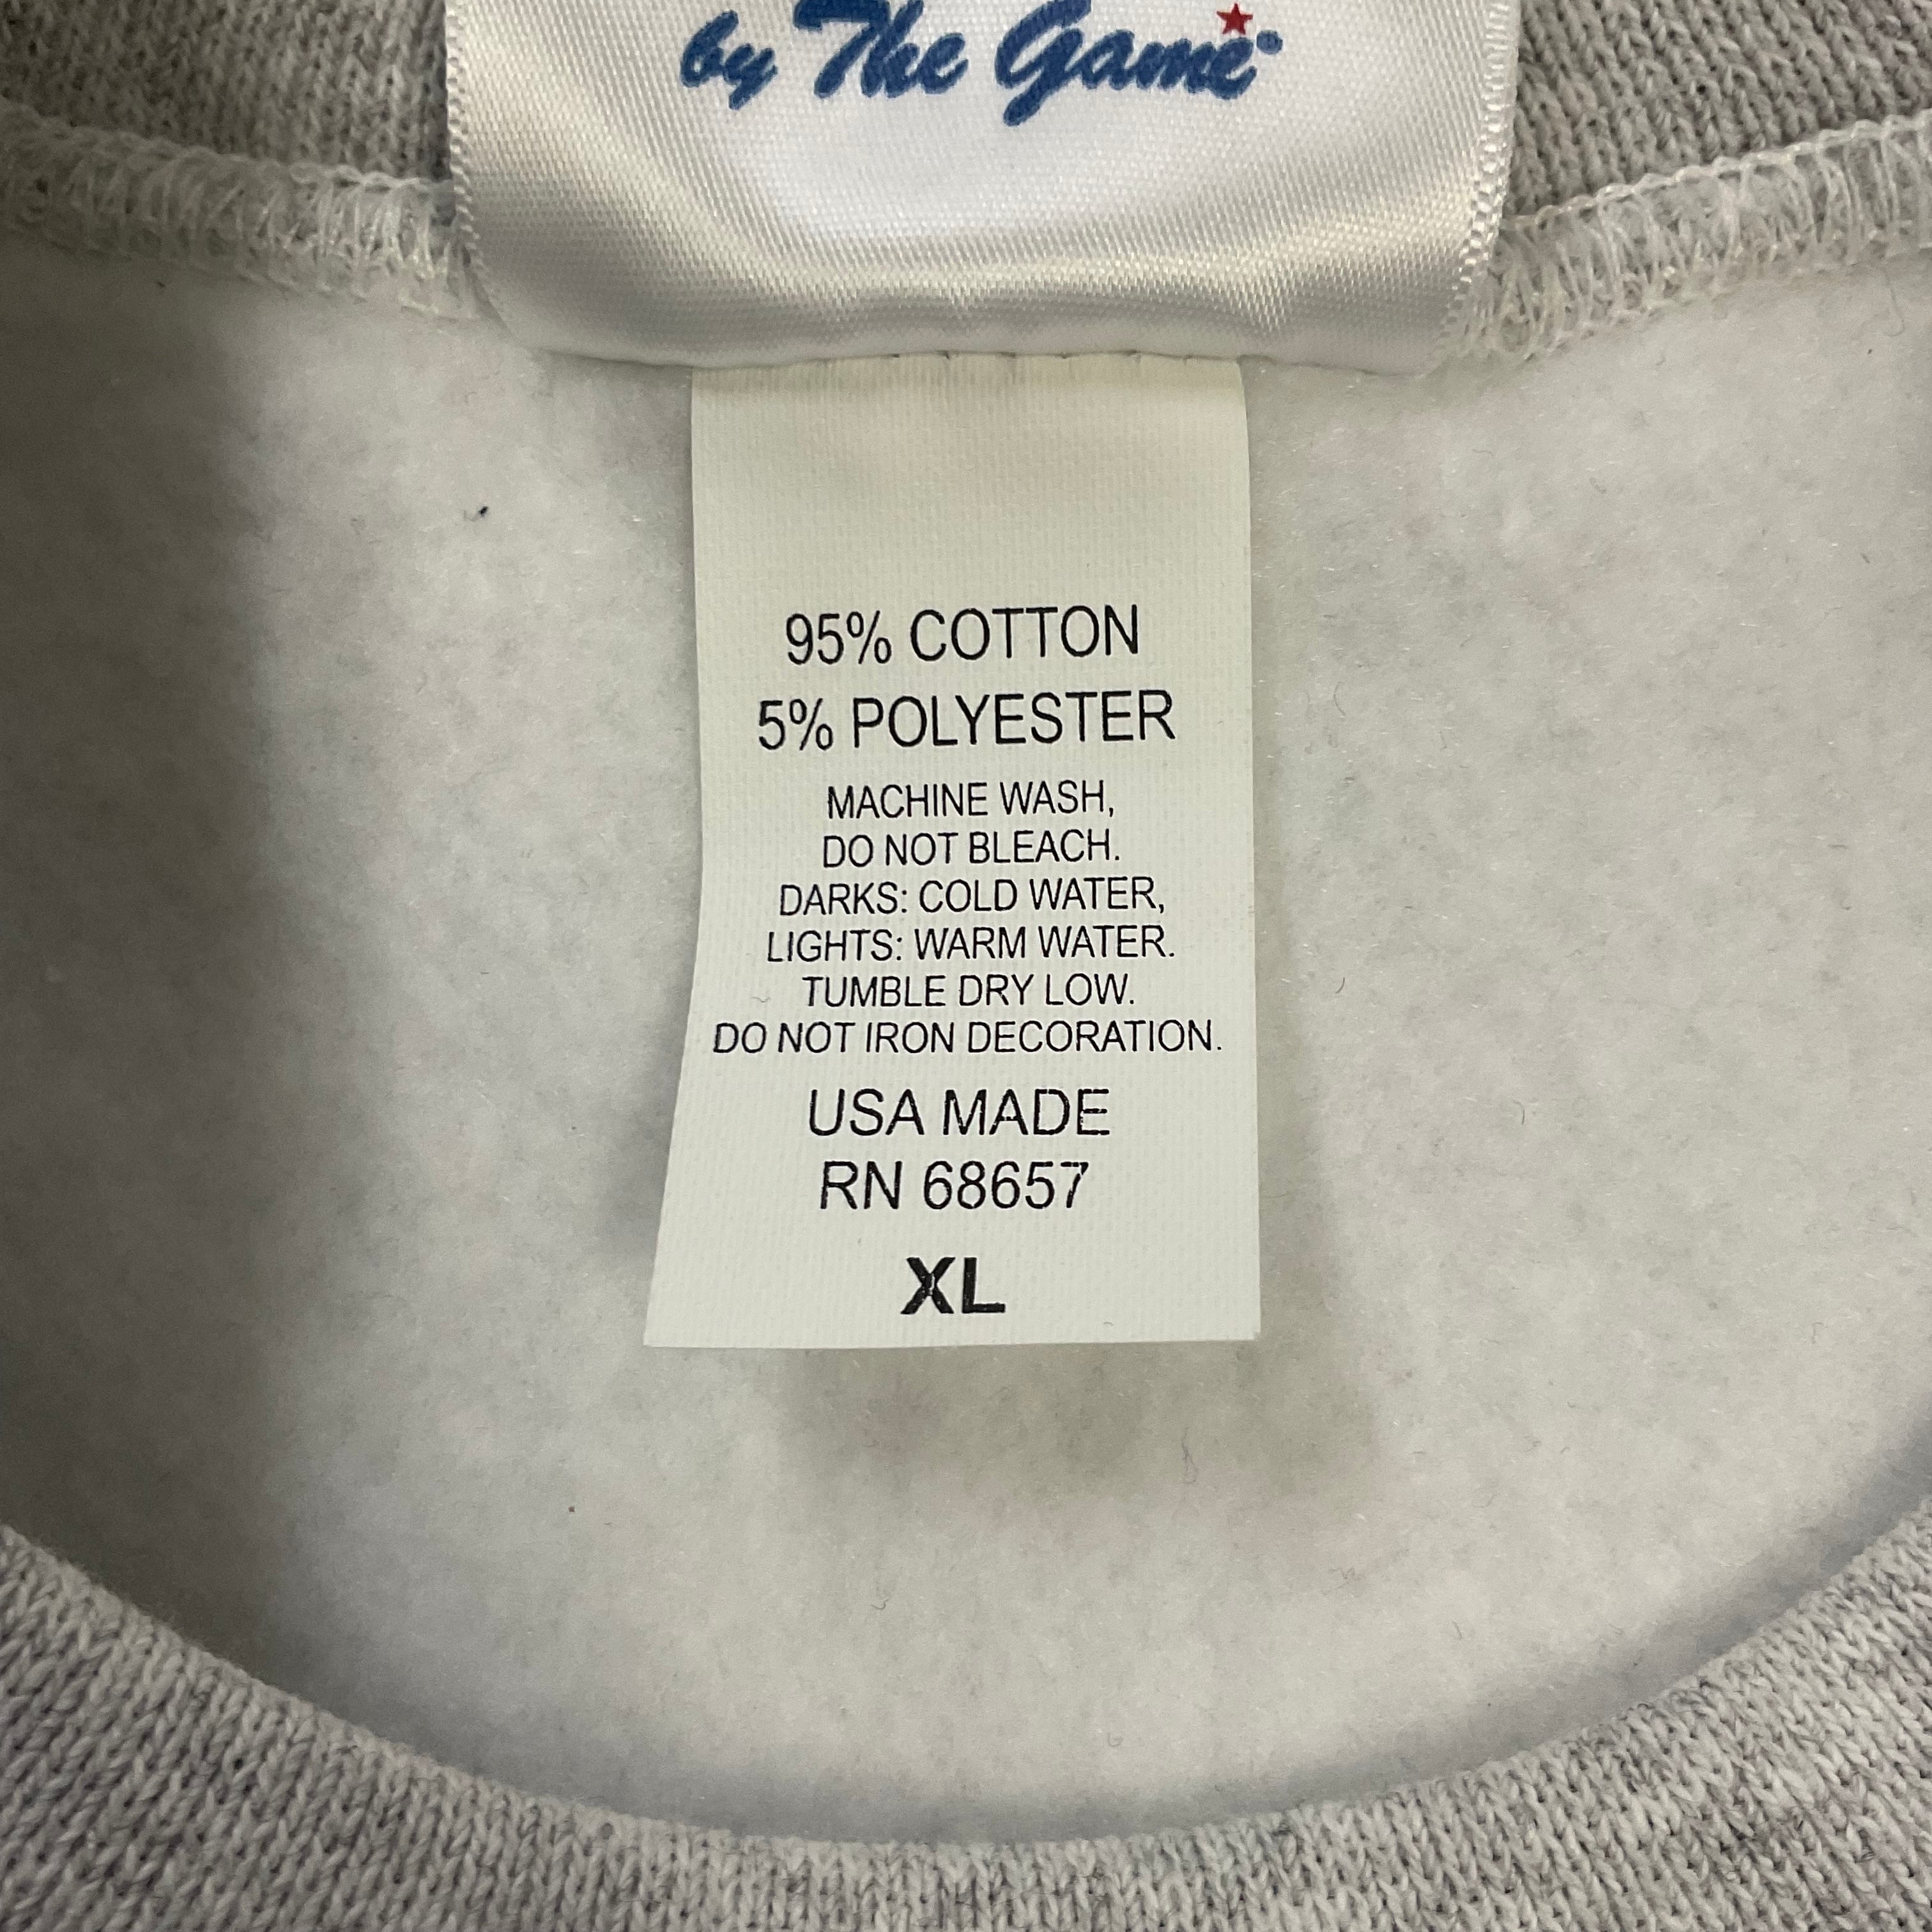 by The Game
95% COTTON
5% POLYESTER
MACHINE WASH,
DO NOT BLEACH.
DARKS: COLD WATER,
LIGHTS: WARM WATER.
TUMBLE DRY LOW.
DO NOT IRON DECORATION.
USA MADE
RN 68657
XL